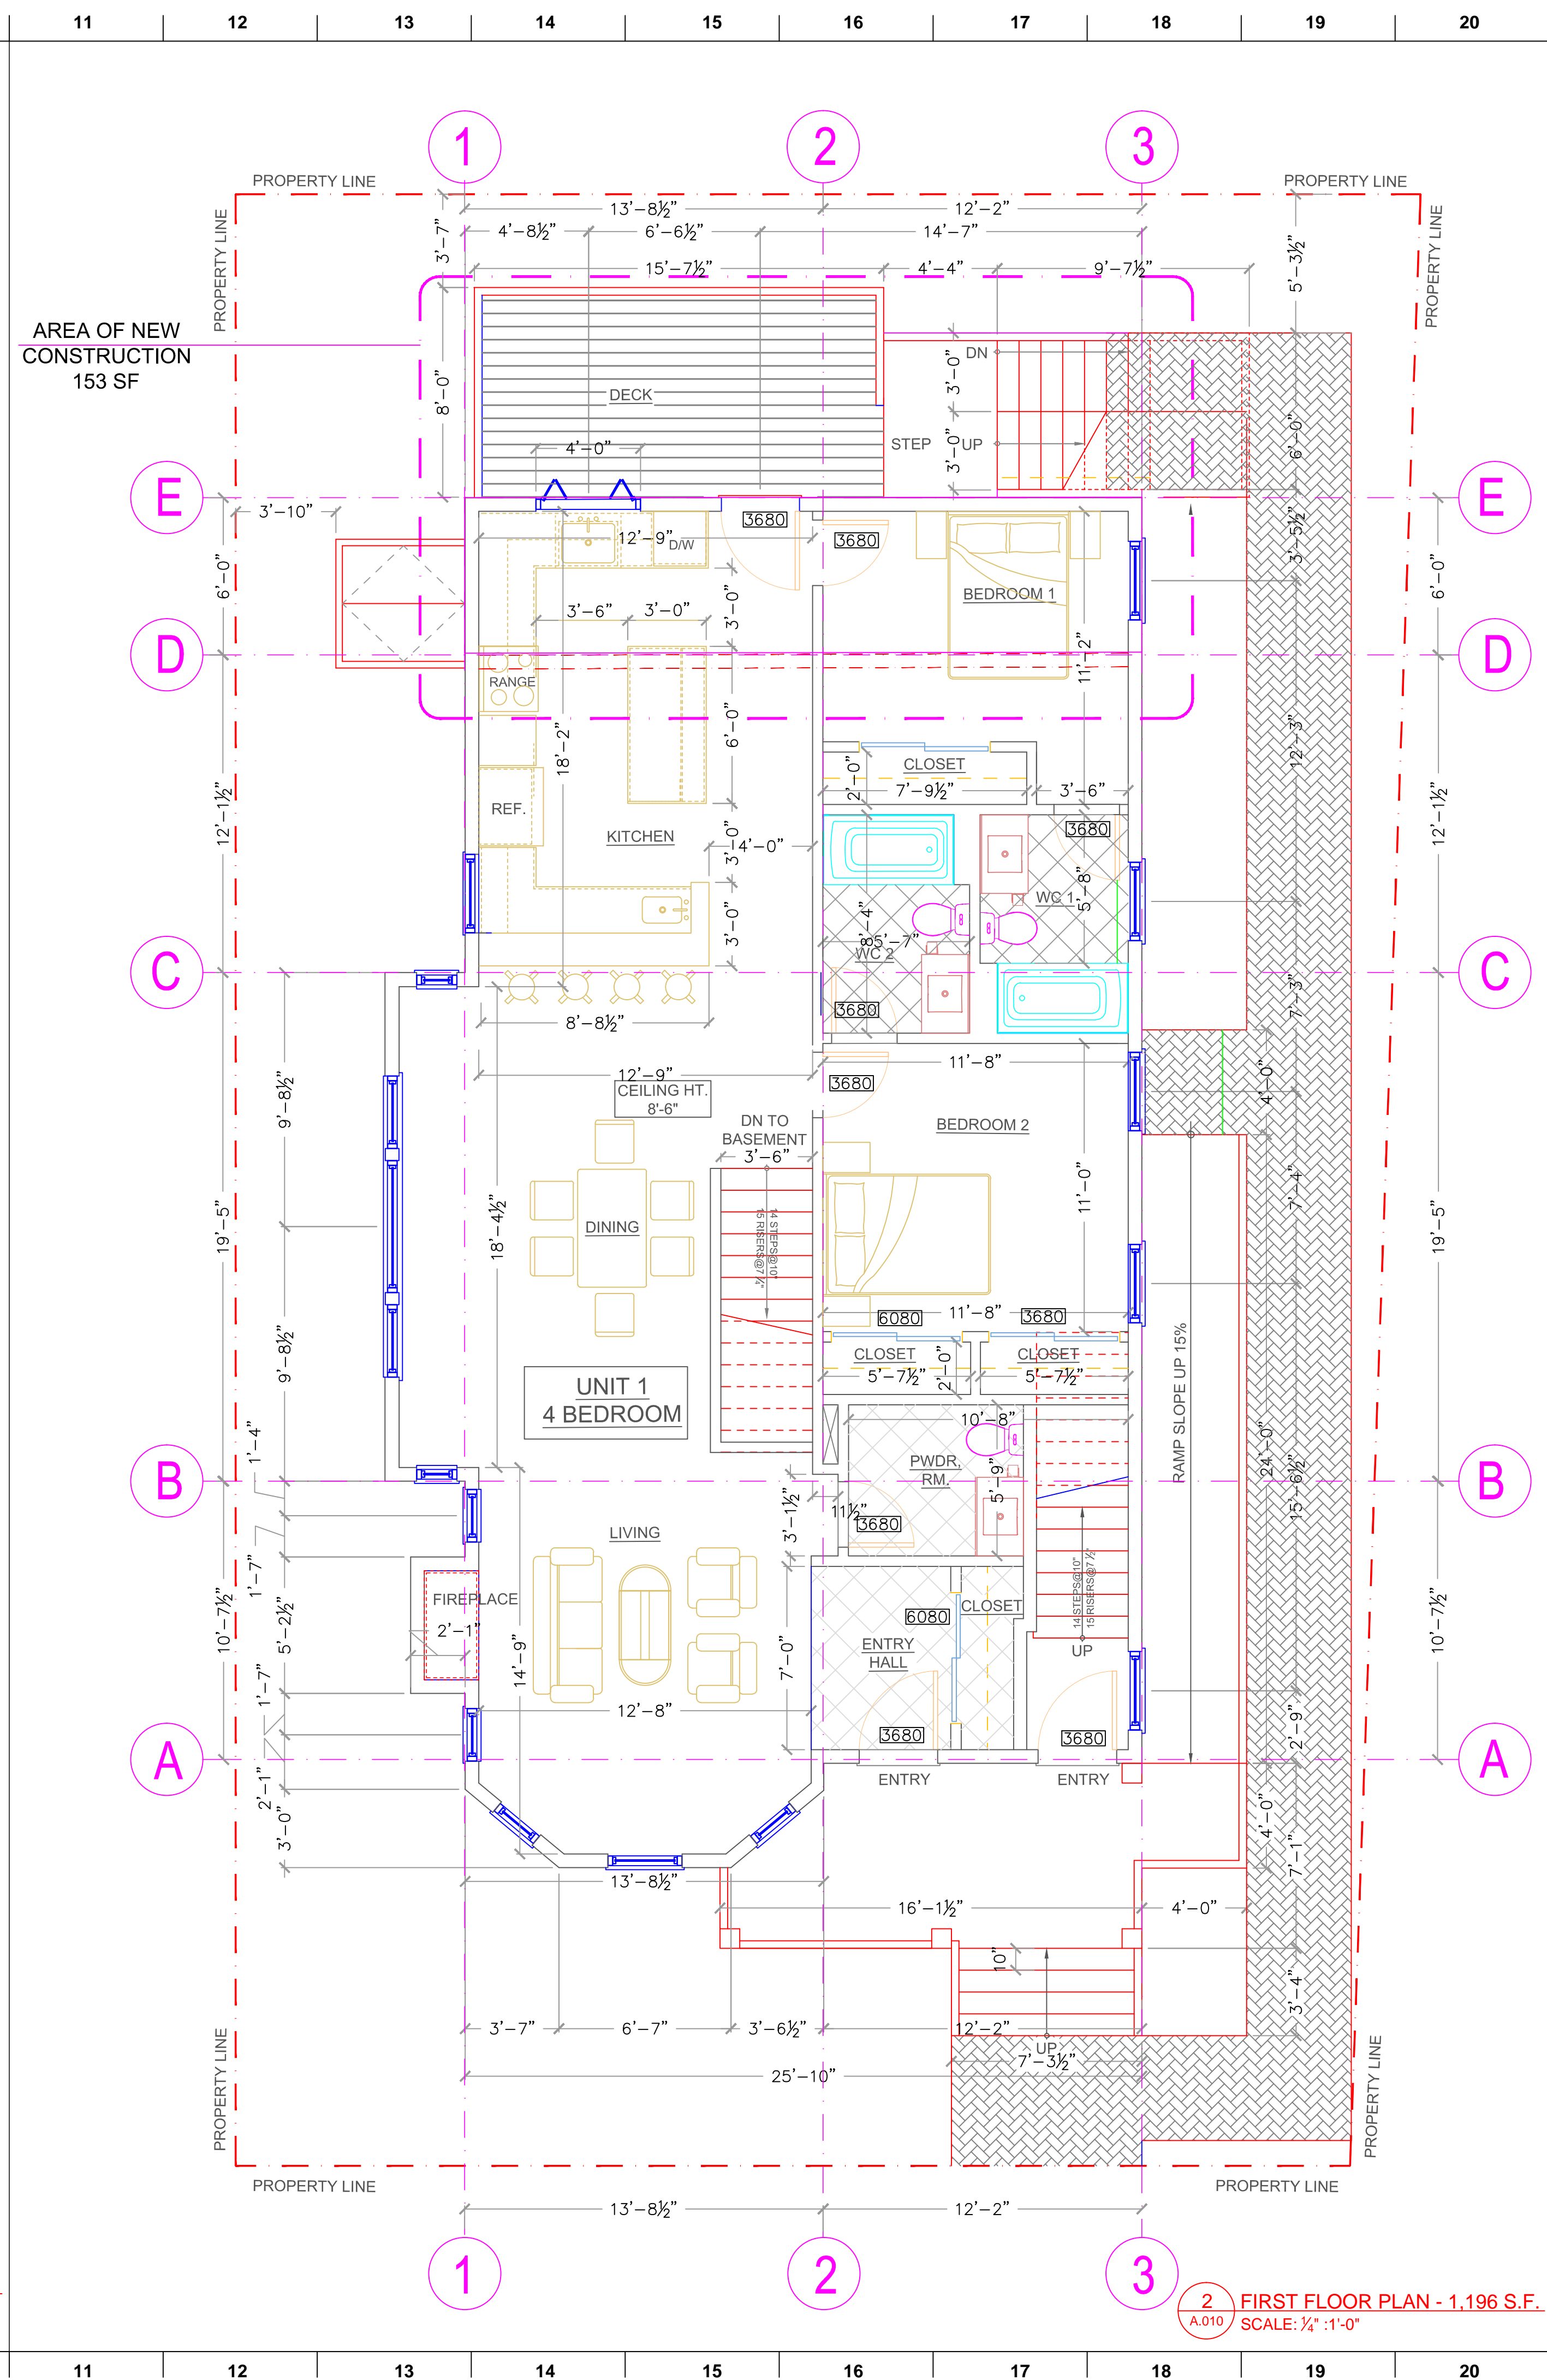 11 12 13 14 15 16 17 18 19 20
1 2 3
PROPERTY LINE PROPERTY LINE
PROPERTY LINE
PROPERTY LINE
13'-8½" 12'-2"
4'-8½" 6'-6½" 14'-7"
3'-7"
5'-3½"
15'-7½" 4'-4" 9'-7½"
AREA OF NEW
CONSTRUCTION
153 SF
8'-0"
DECK
3'-0"
DN
4'-0"
STEP UP
3'-0"
6'-0"
E E
3'-10"
3680
3680
12'-9"
D/W
3'-5½"
6'-0"
6'-0"
3'-6" 3'-0"
3'-0"
BEDROOM 1
11'-2"
D D
RANGE
18'-2"
6'-0"
12'-3"
CLOSET
2'-0"
7'-9½" 3'-6"
REF.
KITCHEN
3'-0"
4'-0"
3680
12'-1½"
12'-1½"
5'-8"
WC 1
8'-4"
5'-7"
WC 2
3'-0"
C C
3680
7'-3"
8'-8½"
12'-9"
11'-8"
CEILING HT.
8'-6"
3680
4'-0"
9'-8½"
DN TO
BASEMENT
3'-6"
BEDROOM 2
DINING
18'-4½"
14 STEPS@10"
15 RISERS@7 ¼"
11'-0"
7'-4"
19'-5"
19'-5"
9'-8½"
11'-8"
6080
3680
CLOSET CLOSET
5'-7½" 2'-0" 5'-7½"
RAMP SLOPE UP 15%
UNIT 1
4 BEDROOM
10'-8"
1'-4"
PWDR,
RM.
5'-9"
24'-0"
15'-6½"
B B
3'-1½"
11½"
3680
LIVING
1'-7"
FIREPLACE
2'-1"
5'-2½"
10'-7½"
10'-7½"
14'-9"
7'-0"
6080
CLOSET
ENTRY
HALL
14 STEPS@10"
15 RISERS@7 ½"
UP
1'-7"
12'-8"
3680
3680
2'-9"
A A
ENTRY ENTRY
2'-1"
3'-0"
4'-0"
7'-1"
13'-8½"
16'-1½" 4'-0"
10"
3'-4"
3'-7" 6'-7" 3'-6½" 12'-2"
UP
7'-3½"
25'-10"
PROPERTY LINE
PROPERTY LINE
PROPERTY LINE PROPERTY LINE
13'-8½" 12'-2"
1 2 3
2
A.010
FIRST FLOOR PLAN - 1,196 S.F.
SCALE: ¼" :1'-0"
11 12 13 14 15 16 17 18 19 20